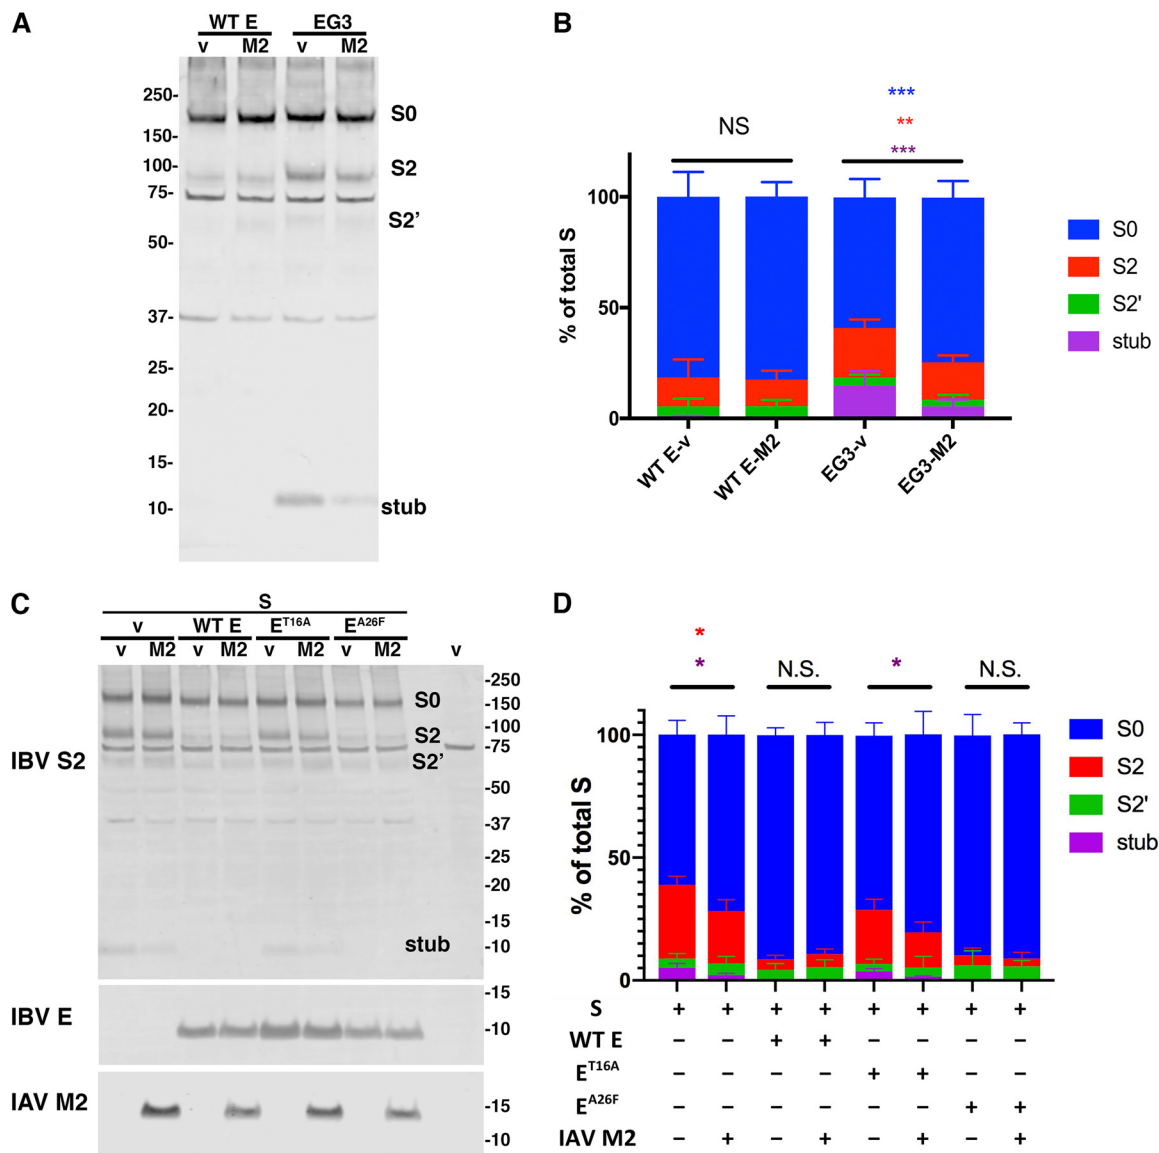 A
WT E EG3
v M2 v M2
250-
150-
100-
75-
50-
37-
25-
20-
15-
10-
S0
S2
S2’
stub
B
***
**
***
NS
% of total S
100
50
0
WT E-v
WT E-M2
EG3-v
EG3-M2
S0
S2
S2'
stub
C
S
v WT E E^T16A E^A26F
v M2 v M2 v M2 v M2 v
IBV S2
S0
S2
S2’
stub
-250
-150
-100
-75
-50
-37
-25
-20
-15
-10
IBV E
-15
-10
IAV M2
-15
-10
D
*
*
N.S.
*
N.S.
% of total S
100
50
0
S0
S2
S2'
stub
S + + + + + + + +
WT E – – + + – – – –
E^T16A – – – – + + – –
E^A26F – – – – – – + +
IAV M2 – + – + – + – +